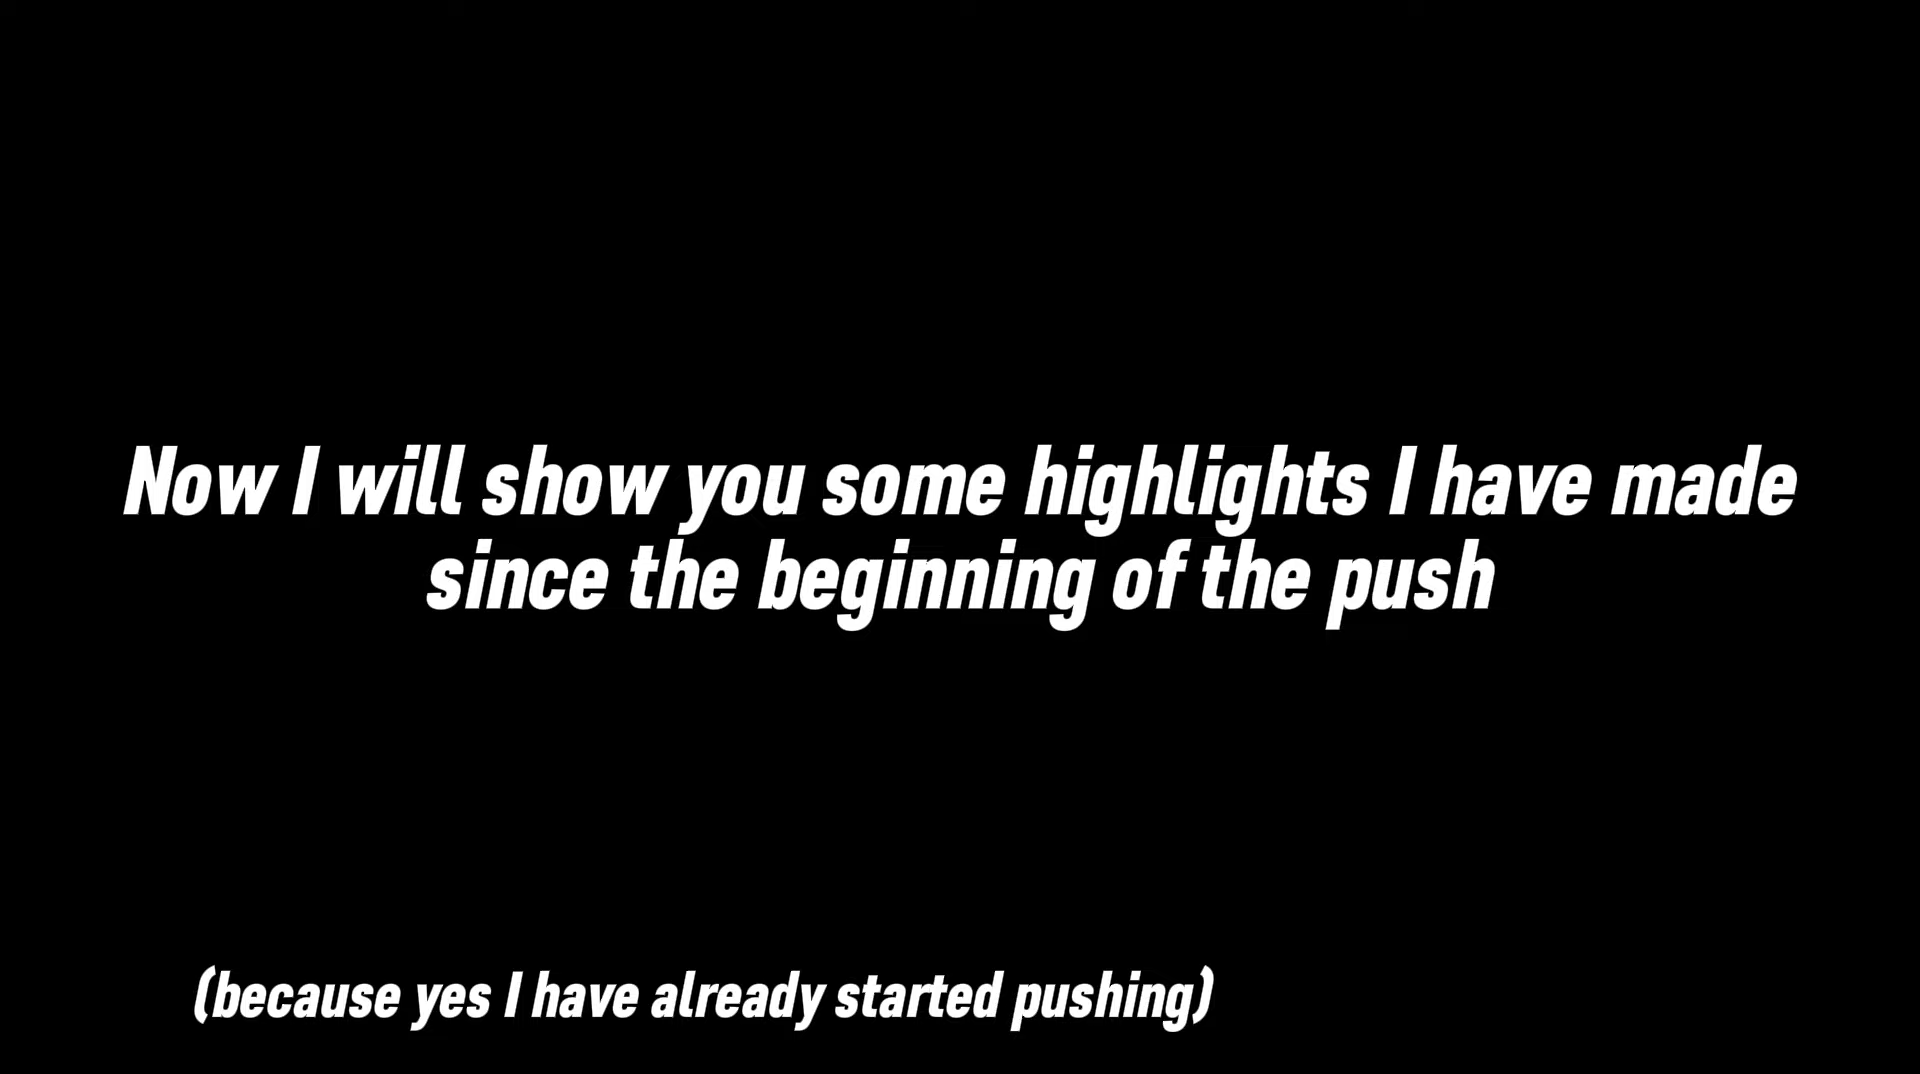 Now I will show you some highlights I have made
since the beginning of the push
(because yes I have already started pushing)